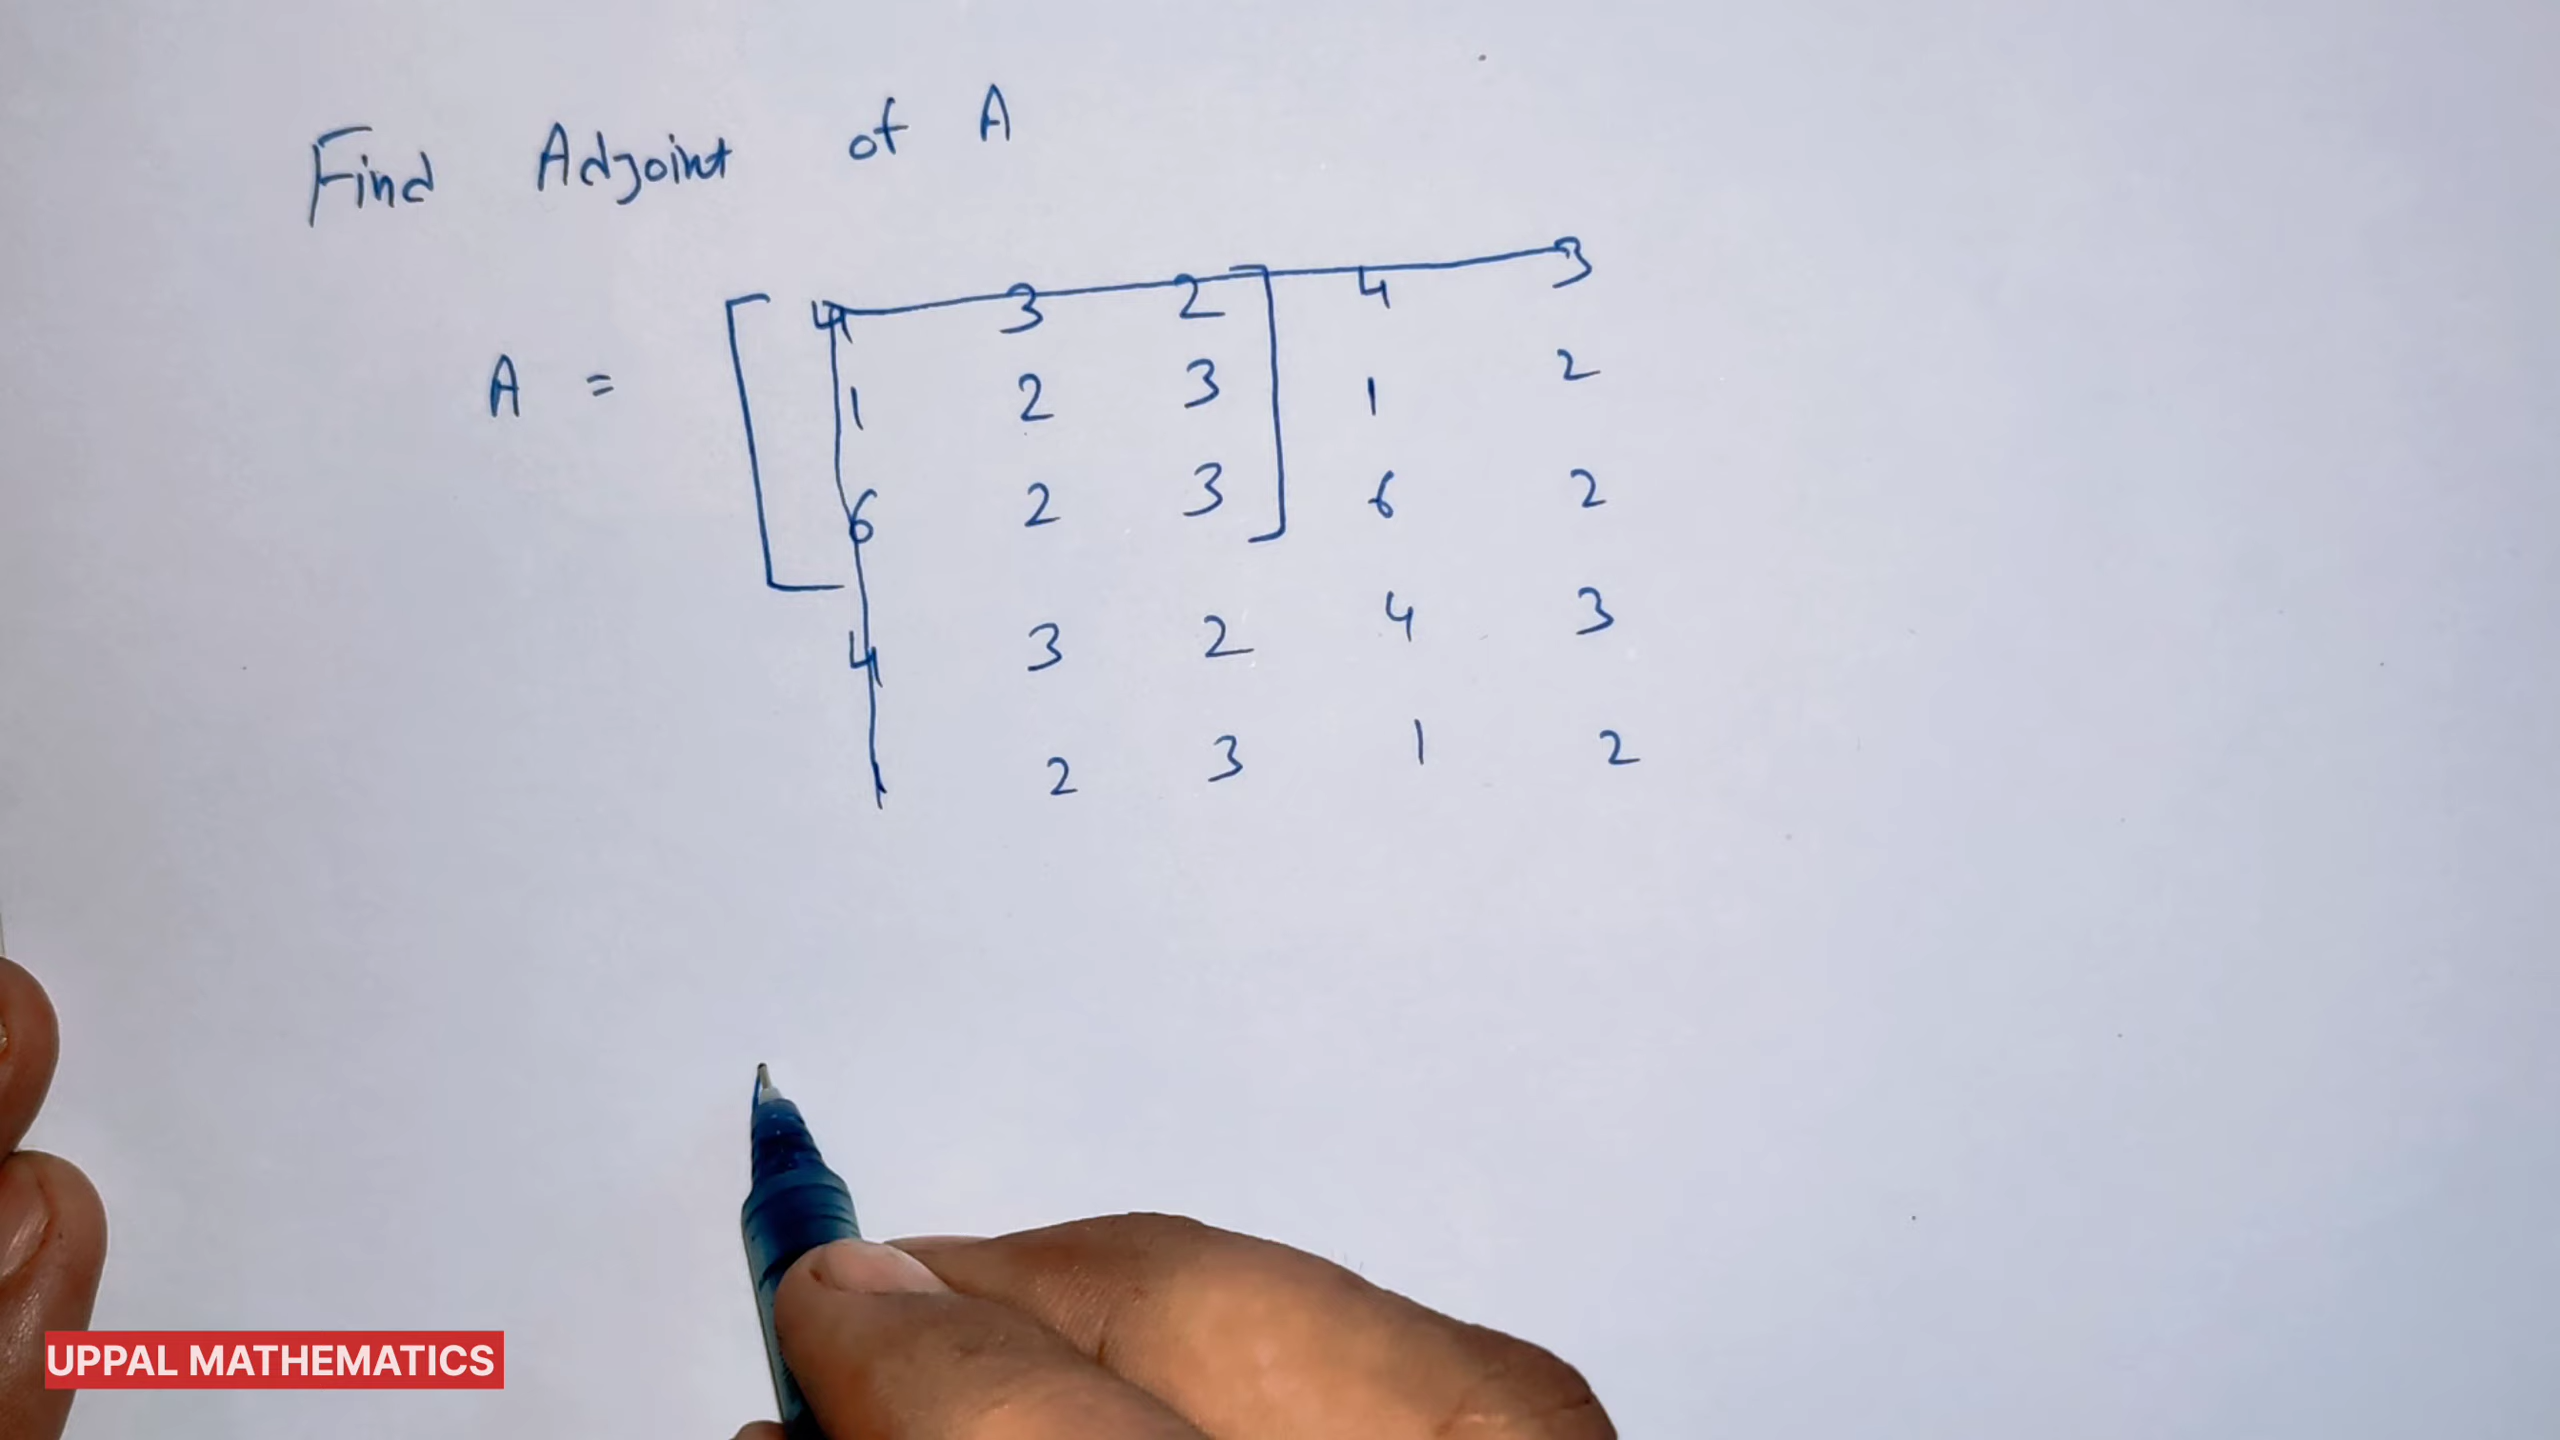 Find Adjoint of A
A = [ 4 3 2 ] 4 3
1 2 3 1 2
6 2 3 6 2
4 3 2 4 3
1 2 3 1 2
UPPAL MATHEMATICS